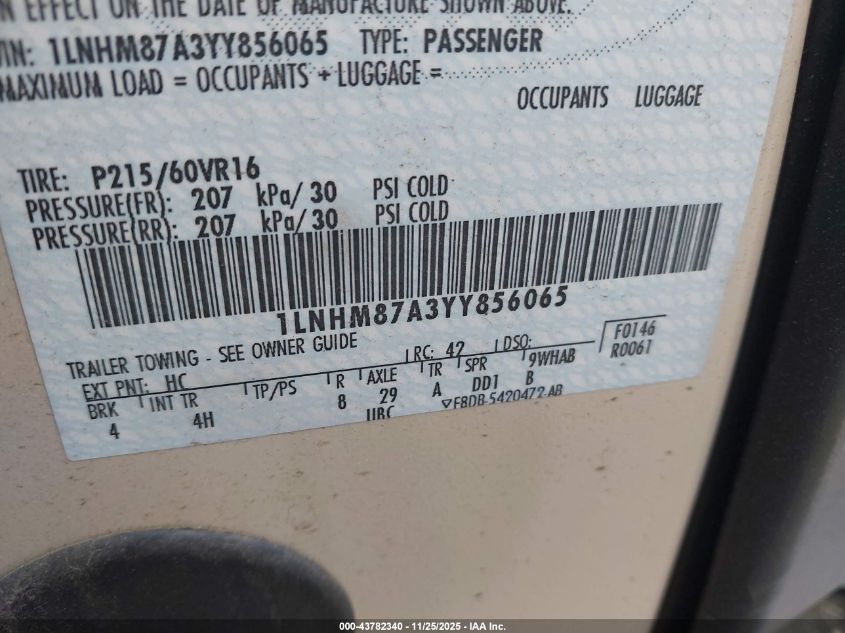 IN EFFECT ON THE DATE OF MANUFACTURE SHOWN ABOVE.
VIN: 1LNHM87A3YY856065 TYPE: PASSENGER
MAXIMUM LOAD = OCCUPANTS + LUGGAGE =
OCCUPANTS LUGGAGE
TIRE: P215/60VR16
PRESSURE(FR): 207 kPa/ 30 PSI COLD
PRESSURE(RR): 207 kPa/ 30 PSI COLD
1LNHM87A3YY856065
TRAILER TOWING - SEE OWNER GUIDE
EXT PNT: HC RC: 42 DSO: F0146
R0061
BRK INT TR TP/PS R AXLE TR SPR 9WHAB
4 4H 8 29 A DD1 B
UBC ▽F8DB-5420472-AB
000-43782340 - 11/25/2025 - IAA Inc.